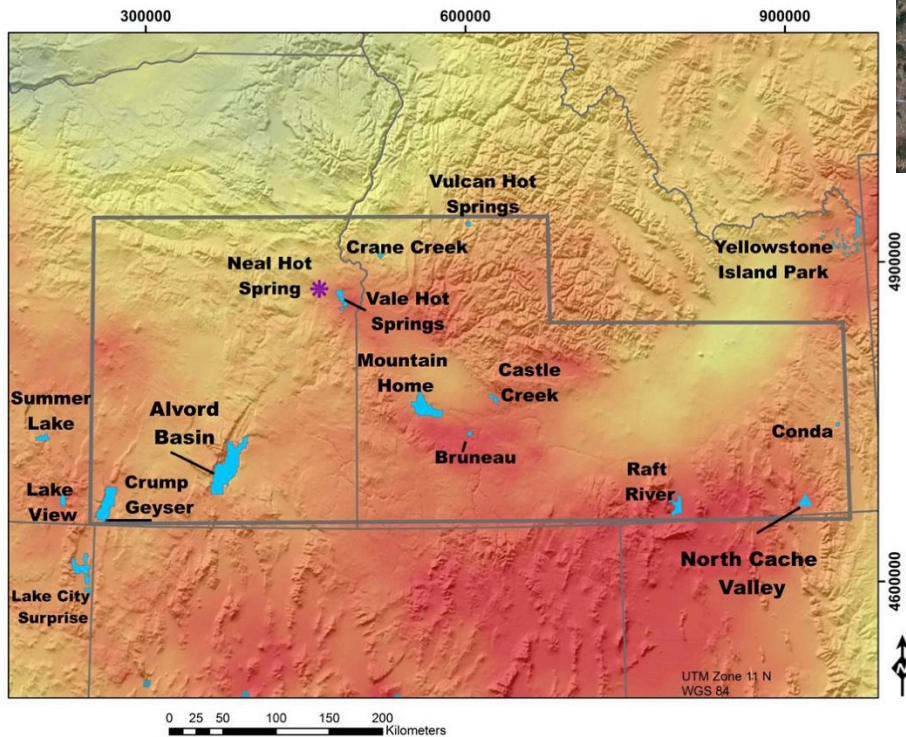 300000
600000
900000
Vulcan Hot
Springs
Crane Creek
Yellowstone
Island Park
4900000
Neal Hot
Spring
Vale Hot
Springs
Mountain
Home
Castle
Creek
Summer
Lake
Alvord
Basin
Conda
Bruneau
Lake
View
Crump
Geyser
Raft
River
North Cache
Valley
4600000
Lake City
Surprise
UTM Zone 11 N
WGS 84
N
0 25 50 100 150 200
Kilometers